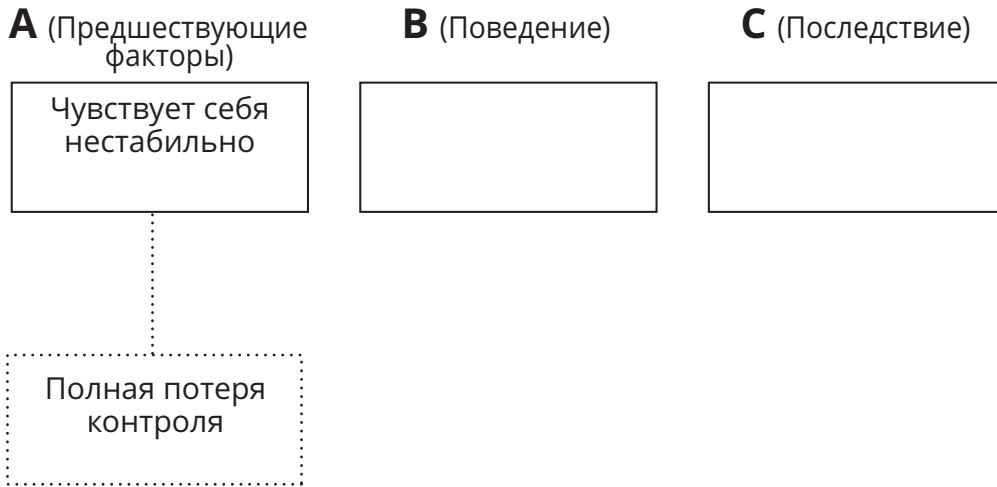 A (Предшествующие
факторы)
B (Поведение)
C (Последствие)
Чувствует себя
нестабильно
Полная потеря
контроля